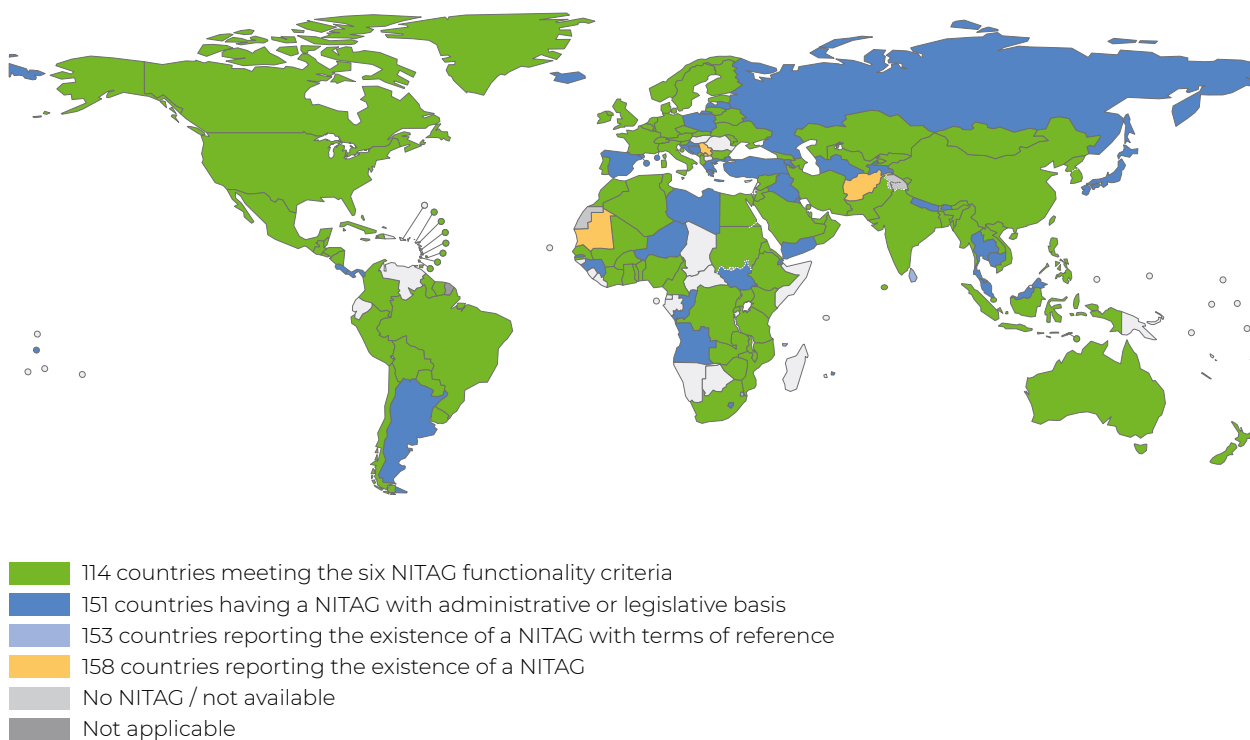 114 countries meeting the six NITAG functionality criteria
151 countries having a NITAG with administrative or legislative basis
153 countries reporting the existence of a NITAG with terms of reference
158 countries reporting the existence of a NITAG
No NITAG / not available
Not applicable